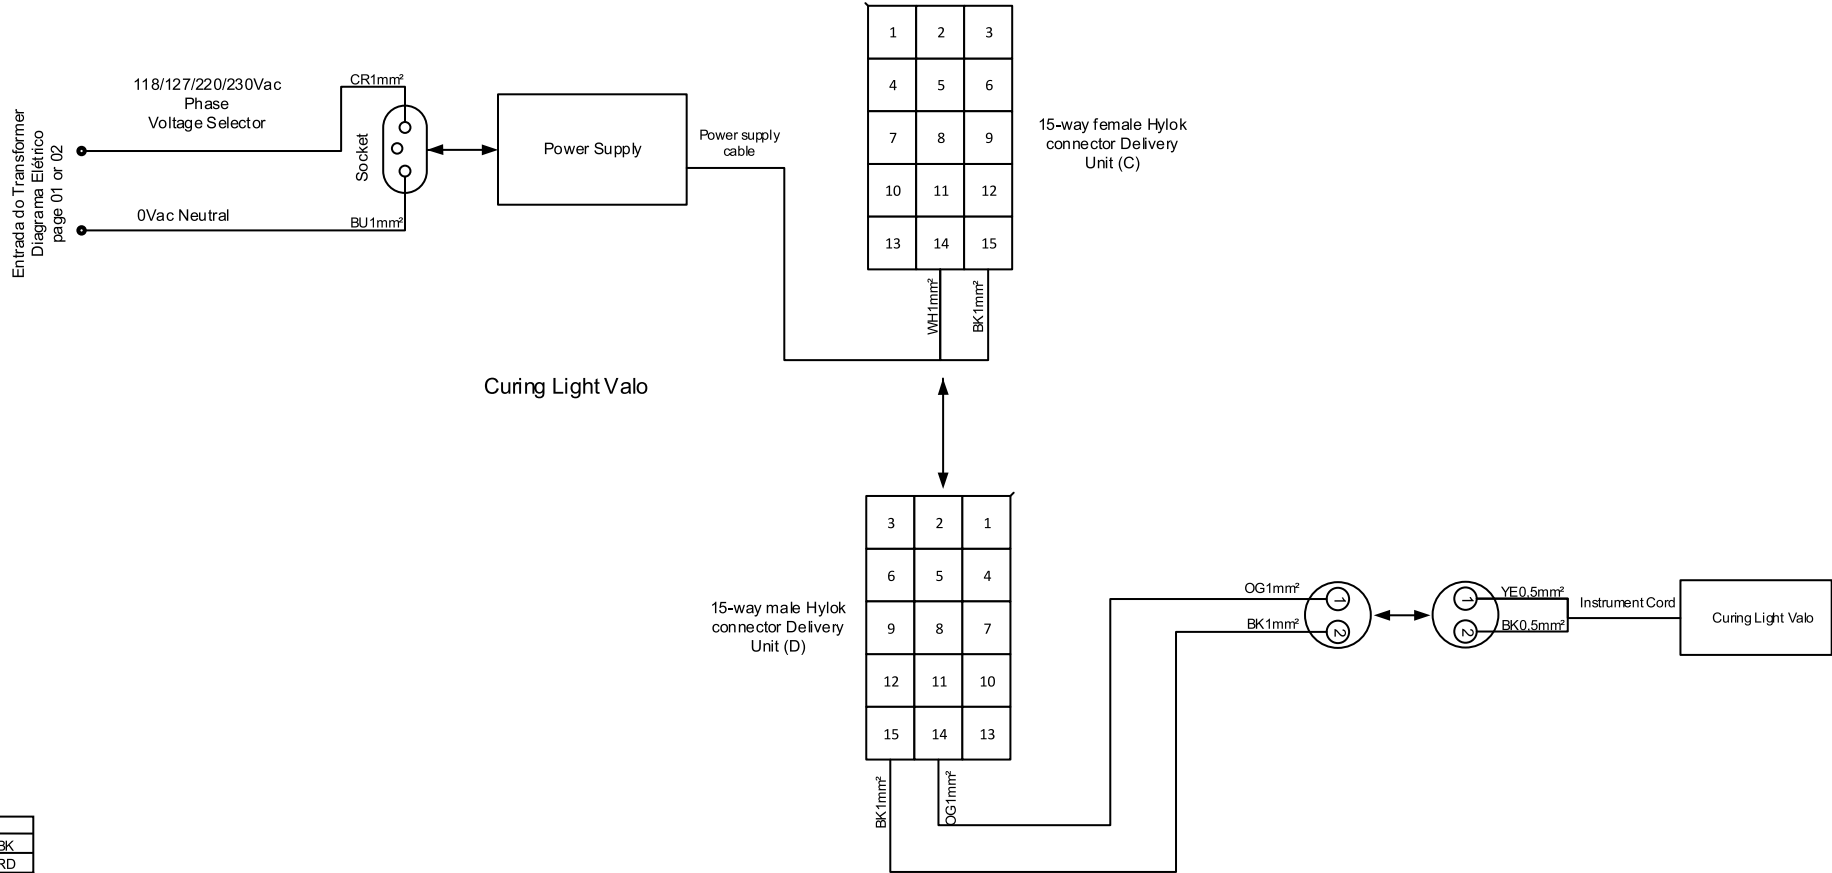 Entrada do Transformer
Diagrama Elétrico
page 01 or 02
118/127/220/230Vac
Phase
Voltage Selector
0Vac Neutral
CR1mm²
BU1mm²
Socket
Power Supply
Power supply
cable
1 2 3
4 5 6
7 8 9
10 11 12
13 14 15
15-way female Hylok
connector Delivery
Unit (C)
WH1mm²
BK1mm²
Curing Light Valo
3 2 1
6 5 4
9 8 7
12 11 10
15 14 13
15-way male Hylok
connector Delivery
Unit (D)
BK1mm²
OG1mm²
OG1mm²
BK1mm²
1
2
1
2
YE0,5mm²
BK0,5mm²
Instrument Cord
Curing Light Valo
BK
RD